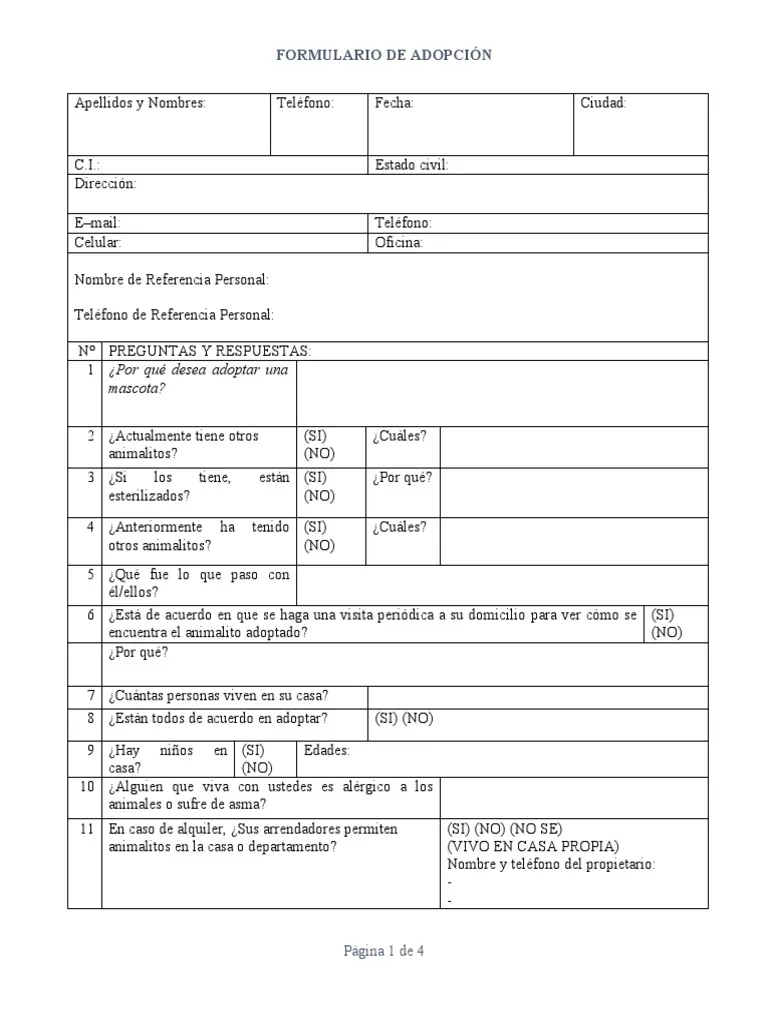 FORMULARIO DE ADOPCIÓN
Apellidos y Nombres: Teléfono: Fecha: Ciudad:
C.I.: Estado civil:
Dirección:
E–mail: Teléfono:
Celular: Oficina:
Nombre de Referencia Personal:
Teléfono de Referencia Personal:
Nº PREGUNTAS Y RESPUESTAS:
1 ¿Por qué desea adoptar una
mascota?
2 ¿Actualmente tiene otros (SI) ¿Cuáles?
animalitos? (NO)
3 ¿Si los tiene, están (SI) ¿Por qué?
esterilizados? (NO)
4 ¿Anteriormente ha tenido (SI) ¿Cuáles?
otros animalitos? (NO)
5 ¿Qué fue lo que paso con
él/ellos?
6 ¿Está de acuerdo en que se haga una visita periódica a su domicilio para ver cómo se (SI)
encuentra el animalito adoptado? (NO)
¿Por qué?
7 ¿Cuántas personas viven en su casa?
8 ¿Están todos de acuerdo en adoptar? (SI) (NO)
9 ¿Hay niños en (SI) Edades:
casa? (NO)
10 ¿Alguien que viva con ustedes es alérgico a los
animales o sufre de asma?
11 En caso de alquiler, ¿Sus arrendadores permiten (SI) (NO) (NO SE)
animalitos en la casa o departamento? (VIVO EN CASA PROPIA)
Nombre y teléfono del propietario:
-
-
Página 1 de 4